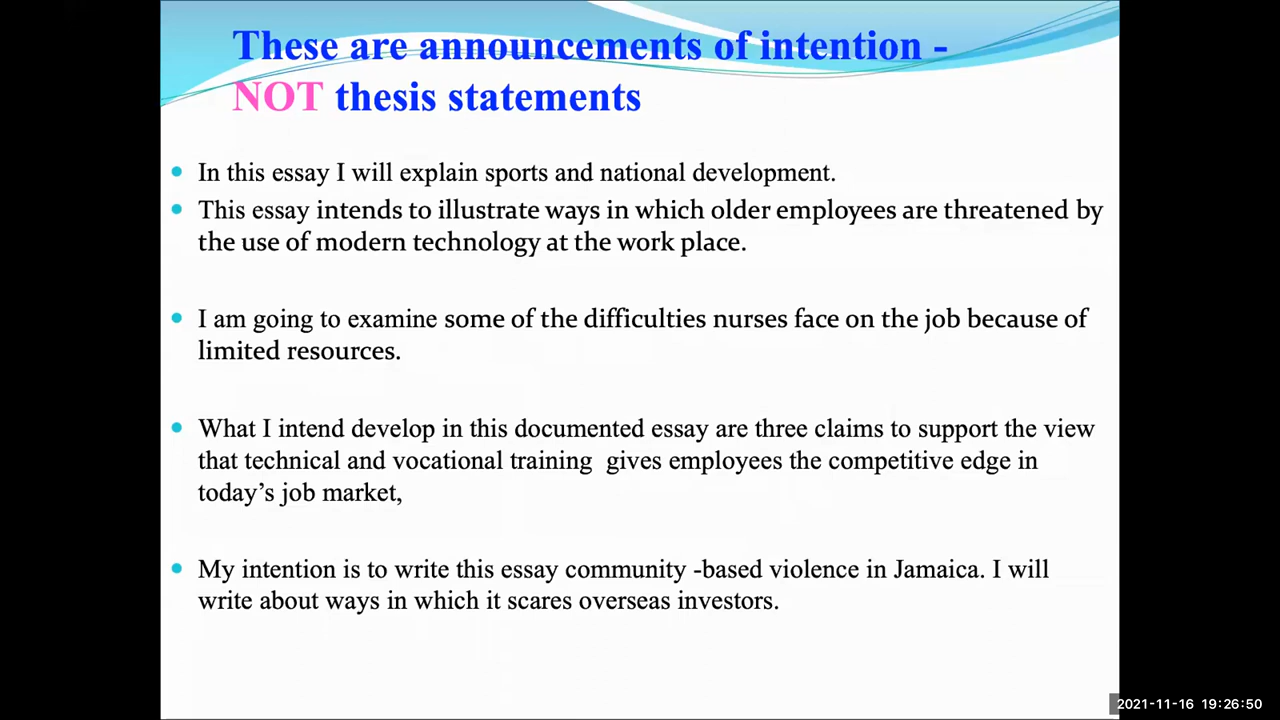 These are announcements of intention -
NOT thesis statements
• In this essay I will explain sports and national development.
• This essay intends to illustrate ways in which older employees are threatened by
the use of modern technology at the work place.
• I am going to examine some of the difficulties nurses face on the job because of
limited resources.
• What I intend develop in this documented essay are three claims to support the view
that technical and vocational training  gives employees the competitive edge in
today’s job market,
• My intention is to write this essay community -based violence in Jamaica. I will
write about ways in which it scares overseas investors.
2021-11-16 19:26:50